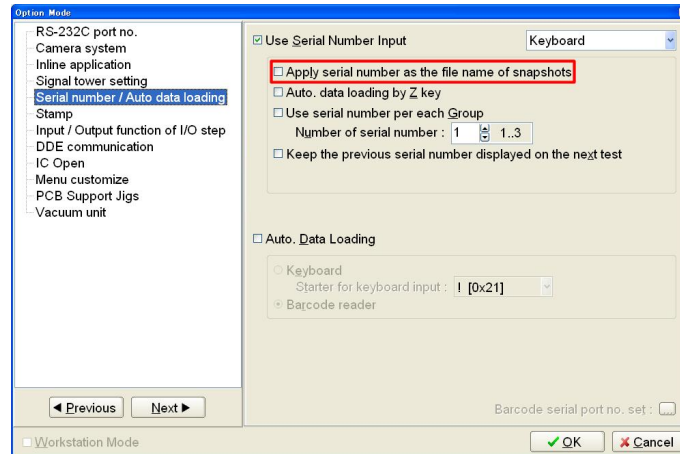 Option Mode
RS-232C port no.
Camera system
Inline application
Signal tower setting
Serial number / Auto data loading
Stamp
Input / Output function of I/O step
DDE communication
IC Open
Menu customize
PCB Support Jigs
Vacuum unit
Use Serial Number Input
Keyboard
Apply serial number as the file name of snapshots
Auto. data loading by Z key
Use serial number per each Group
Number of serial number : 1 1..3
Keep the previous serial number displayed on the next test
Auto. Data Loading
Keyboard
Starter for keyboard input : ! [0x21]
Barcode reader
◄ Previous Next ►
Barcode serial port no. set : ...
Workstation Mode
OK Cancel